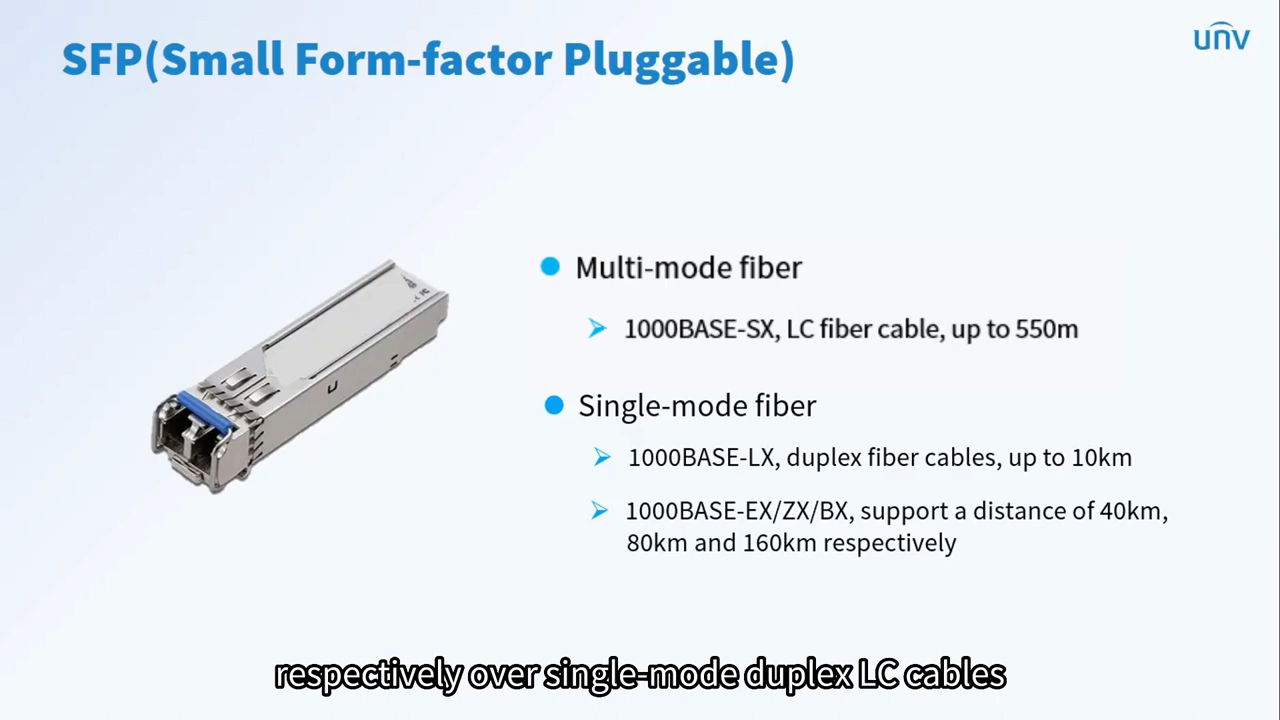 SFP(Small Form-factor Pluggable)
unv
Multi-mode fiber
1000BASE-SX, LC fiber cable, up to 550m
Single-mode fiber
1000BASE-LX, duplex fiber cables, up to 10km
1000BASE-EX/ZX/BX, support a distance of 40km,
80km and 160km respectively
respectively over single-mode duplex LC cables